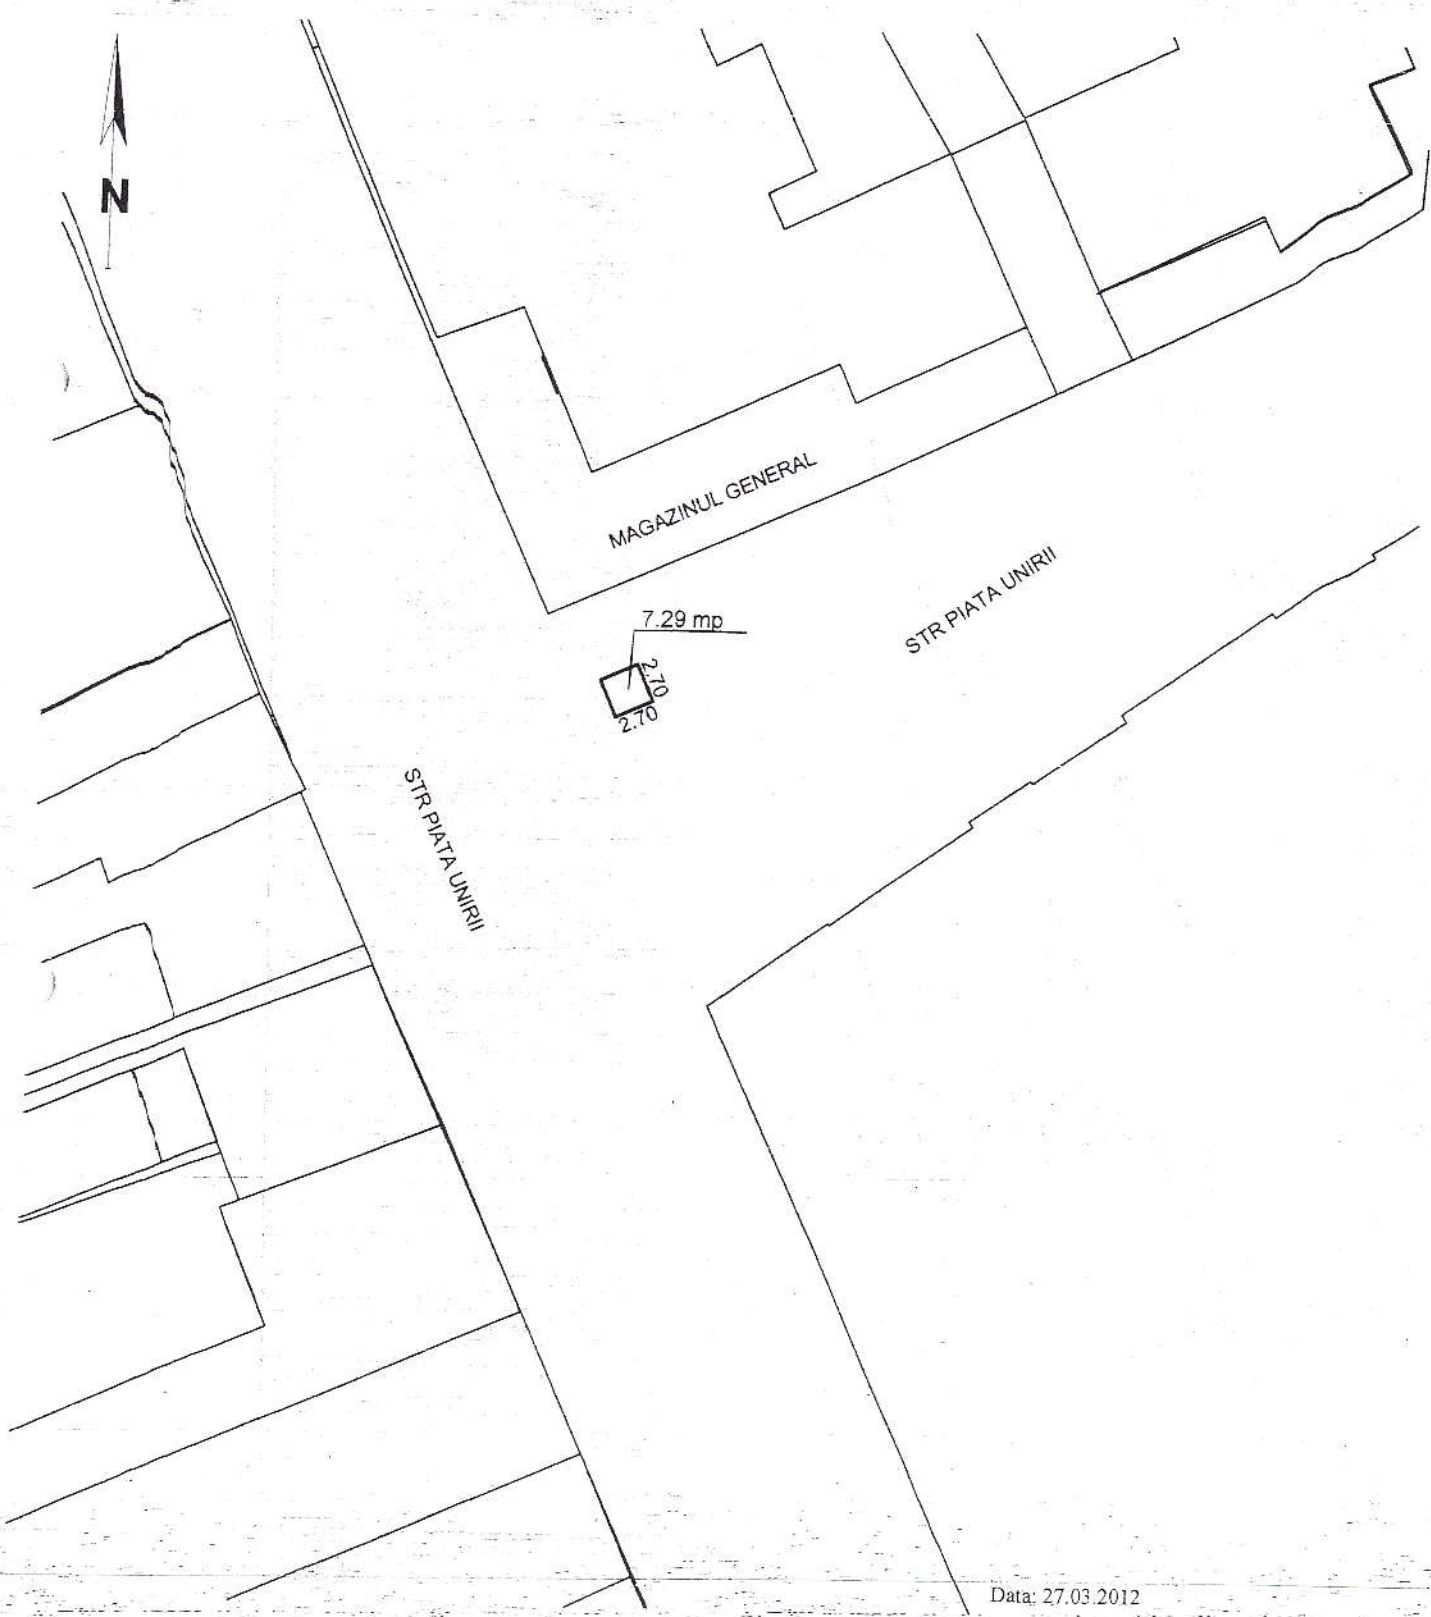 N
MAGAZINUL GENERAL
STR PIATA UNIRII
7.29 mp
2.70
2.70
STR PIATA UNIRII
Data: 27.03.2012